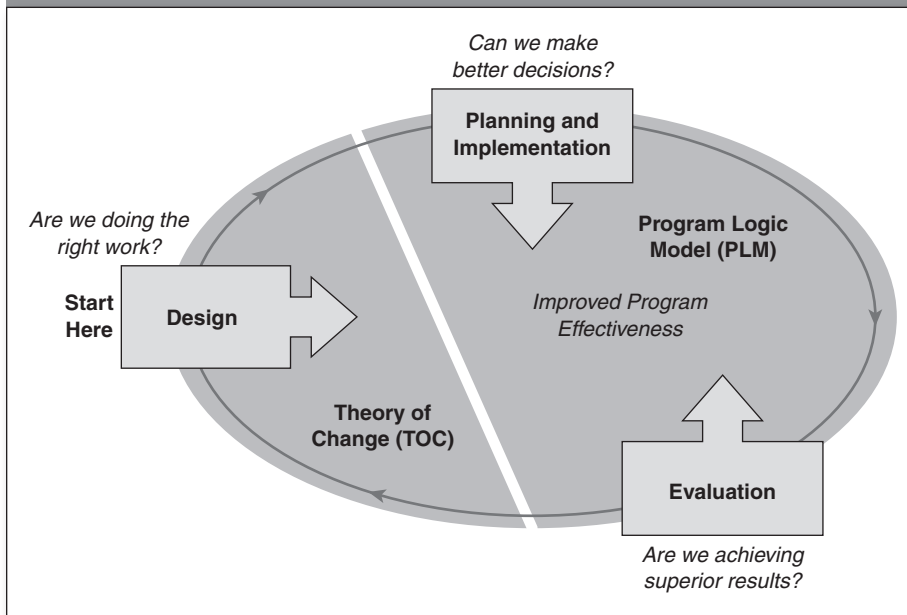 Can we make
better decisions?
Planning and
Implementation
Are we doing the
right work?
Program Logic
Model (PLM)
Start
Here
Design
Improved Program
Effectiveness
Theory of
Change (TOC)
Evaluation
Are we achieving
superior results?